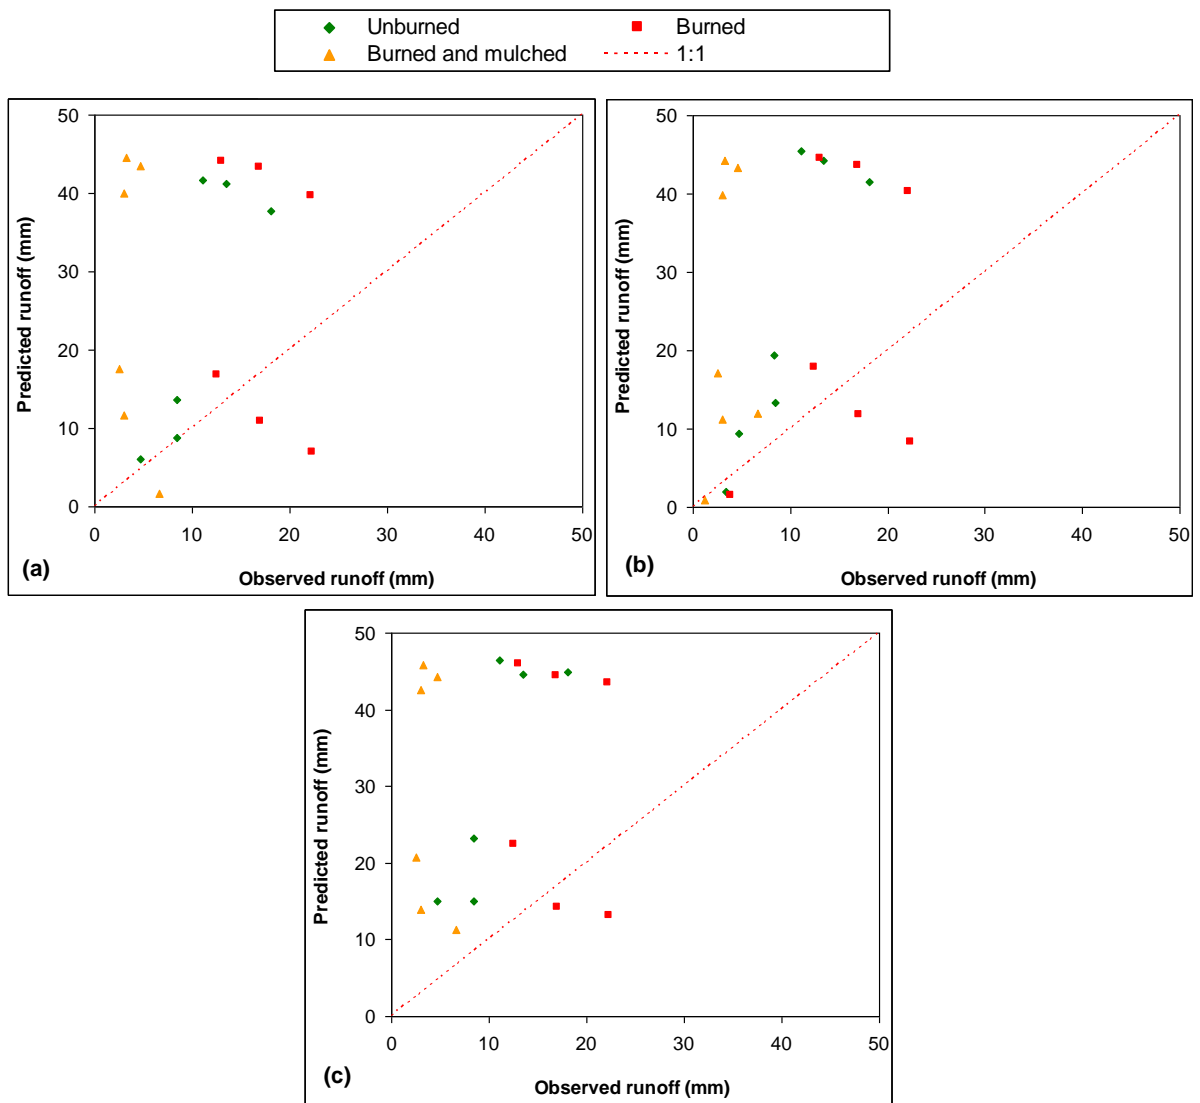 Unburned
Burned
Burned and mulched
1:1
50
40
30
20
10
0
0 10 20 30 40 50
Predicted runoff (mm)
Observed runoff (mm)
(a)
50
40
30
20
10
0
0 10 20 30 40 50
Predicted runoff (mm)
Observed runoff (mm)
(b)
50
40
30
20
10
0
0 10 20 30 40 50
Predicted runoff (mm)
Observed runoff (mm)
(c)